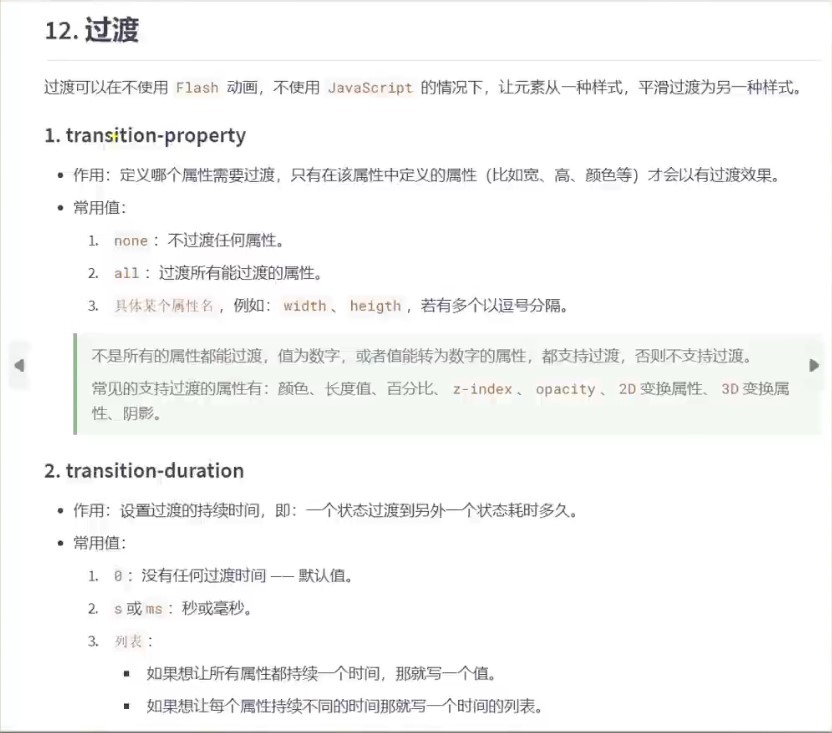 12. 过渡
过渡可以在不使用 Flash 动画，不使用 JavaScript 的情况下，让元素从一种样式，平滑过渡为另一种样式。
1. transition-property
• 作用：定义哪个属性需要过渡，只有在该属性中定义的属性（比如宽、高、颜色等）才会以有过渡效果。
• 常用值：
1. none：不过渡任何属性。
2. all：过渡所有能过渡的属性。
3. 具体某个属性名，例如：width、heigth，若有多个以逗号分隔。
不是所有的属性都能过渡，值为数字，或者值能转为数字的属性，都支持过渡，否则不支持过渡。
常见的支持过渡的属性有：颜色、长度值、百分比、z-index、opacity、2D 变换属性、3D 变换属
性、阴影。
2. transition-duration
• 作用：设置过渡的持续时间，即：一个状态过渡到另外一个状态耗时多久。
• 常用值：
1. 0：没有任何过渡时间 —— 默认值。
2. s 或 ms：秒或毫秒。
3. 列表：
▪ 如果想让所有属性都持续一个时间，那就写一个值。
▪ 如果想让每个属性持续不同的时间那就写一个时间的列表。